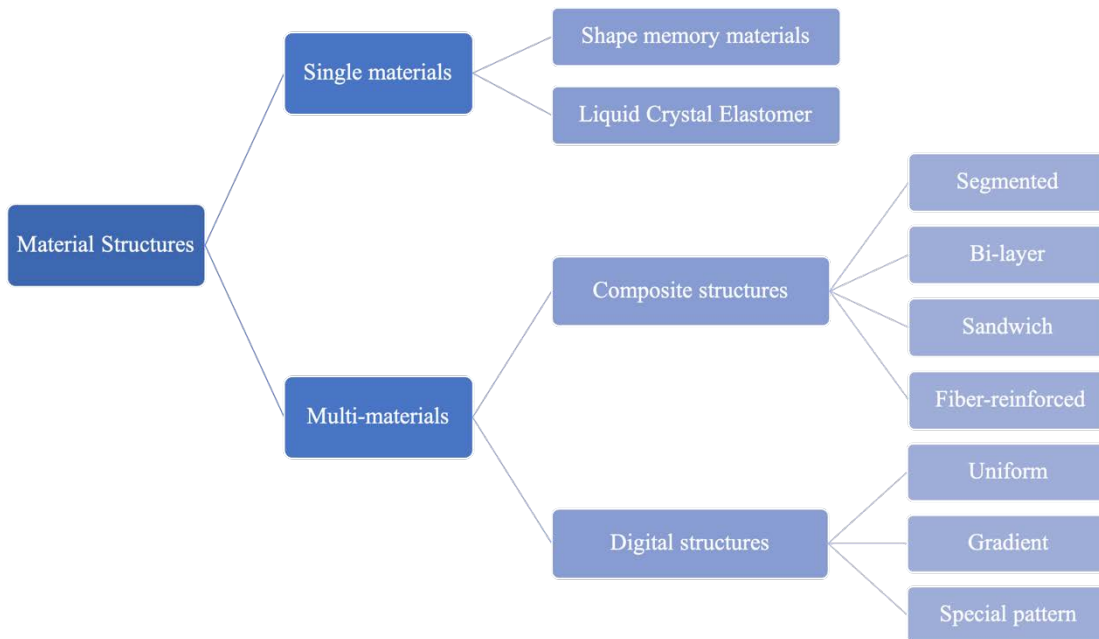 Shape memory materials
Single materials
Liquid Crystal Elastomer
Segmented
Material Structures
Bi-layer
Composite structures
Sandwich
Fiber-reinforced
Multi-materials
Uniform
Digital structures
Gradient
Special pattern